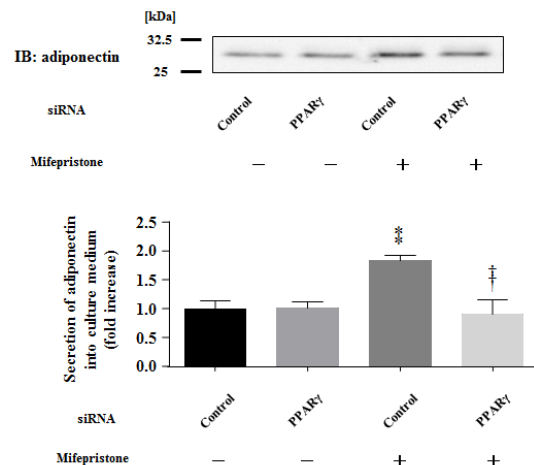 [kDa]
32.5
IB: adiponectin
25
siRNA Control PPARγ Control PPARγ
Mifepristone − − + +
Secretion of adiponectin
into culture medium
(fold increase)
2.5
2.0
1.5
1.0
0.5
0.0
‡
‡
†
siRNA Control PPARγ Control PPARγ
Mifepristone − − + +